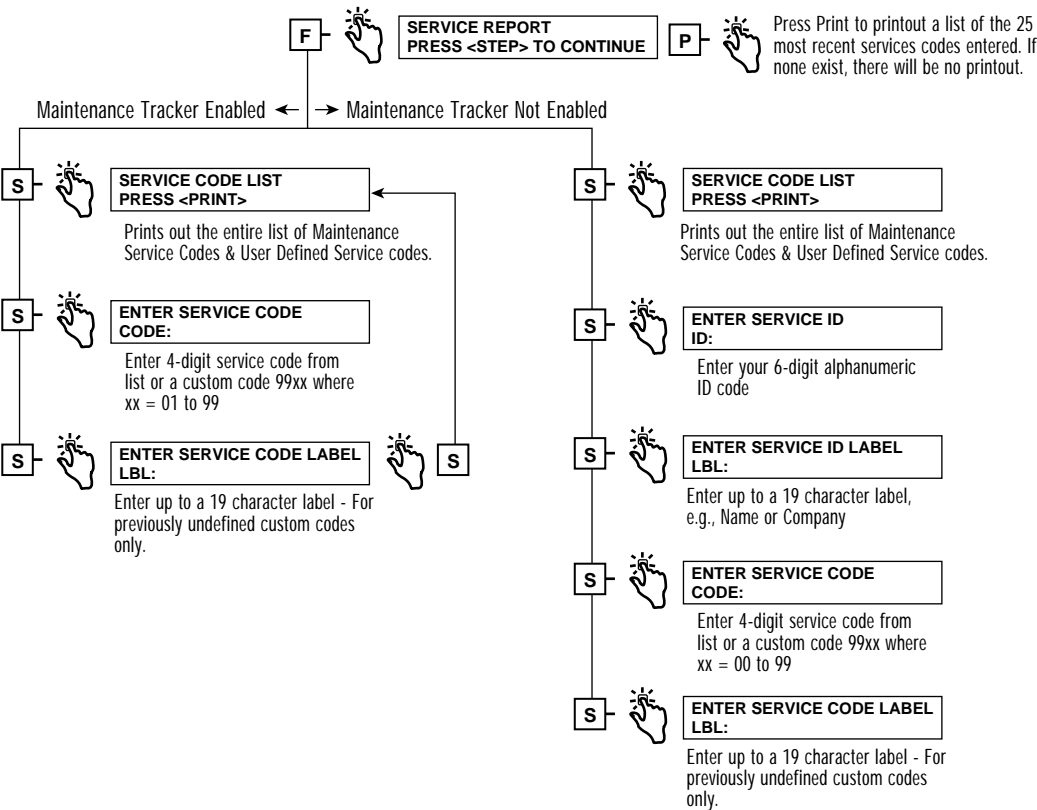 F
SERVICE REPORT
PRESS <STEP> TO CONTINUE
P
Press Print to printout a list of the 25
most recent services codes entered. If
none exist, there will be no printout.
Maintenance Tracker Enabled
Maintenance Tracker Not Enabled
S
SERVICE CODE LIST
PRESS <PRINT>
Prints out the entire list of Maintenance
Service Codes & User Defined Service codes.
S
ENTER SERVICE CODE
CODE:
Enter 4-digit service code from
list or a custom code 99xx where
xx = 01 to 99
S
ENTER SERVICE CODE LABEL
LBL:
S
Enter up to a 19 character label - For
previously undefined custom codes
only.
S
SERVICE CODE LIST
PRESS <PRINT>
Prints out the entire list of Maintenance
Service Codes & User Defined Service codes.
S
ENTER SERVICE ID
ID:
Enter your 6-digit alphanumeric
ID code
S
ENTER SERVICE ID LABEL
LBL:
Enter up to a 19 character label,
e.g., Name or Company
S
ENTER SERVICE CODE
CODE:
Enter 4-digit service code from
list or a custom code 99xx where
xx = 00 to 99
S
ENTER SERVICE CODE LABEL
LBL:
Enter up to a 19 character label - For
previously undefined custom codes
only.